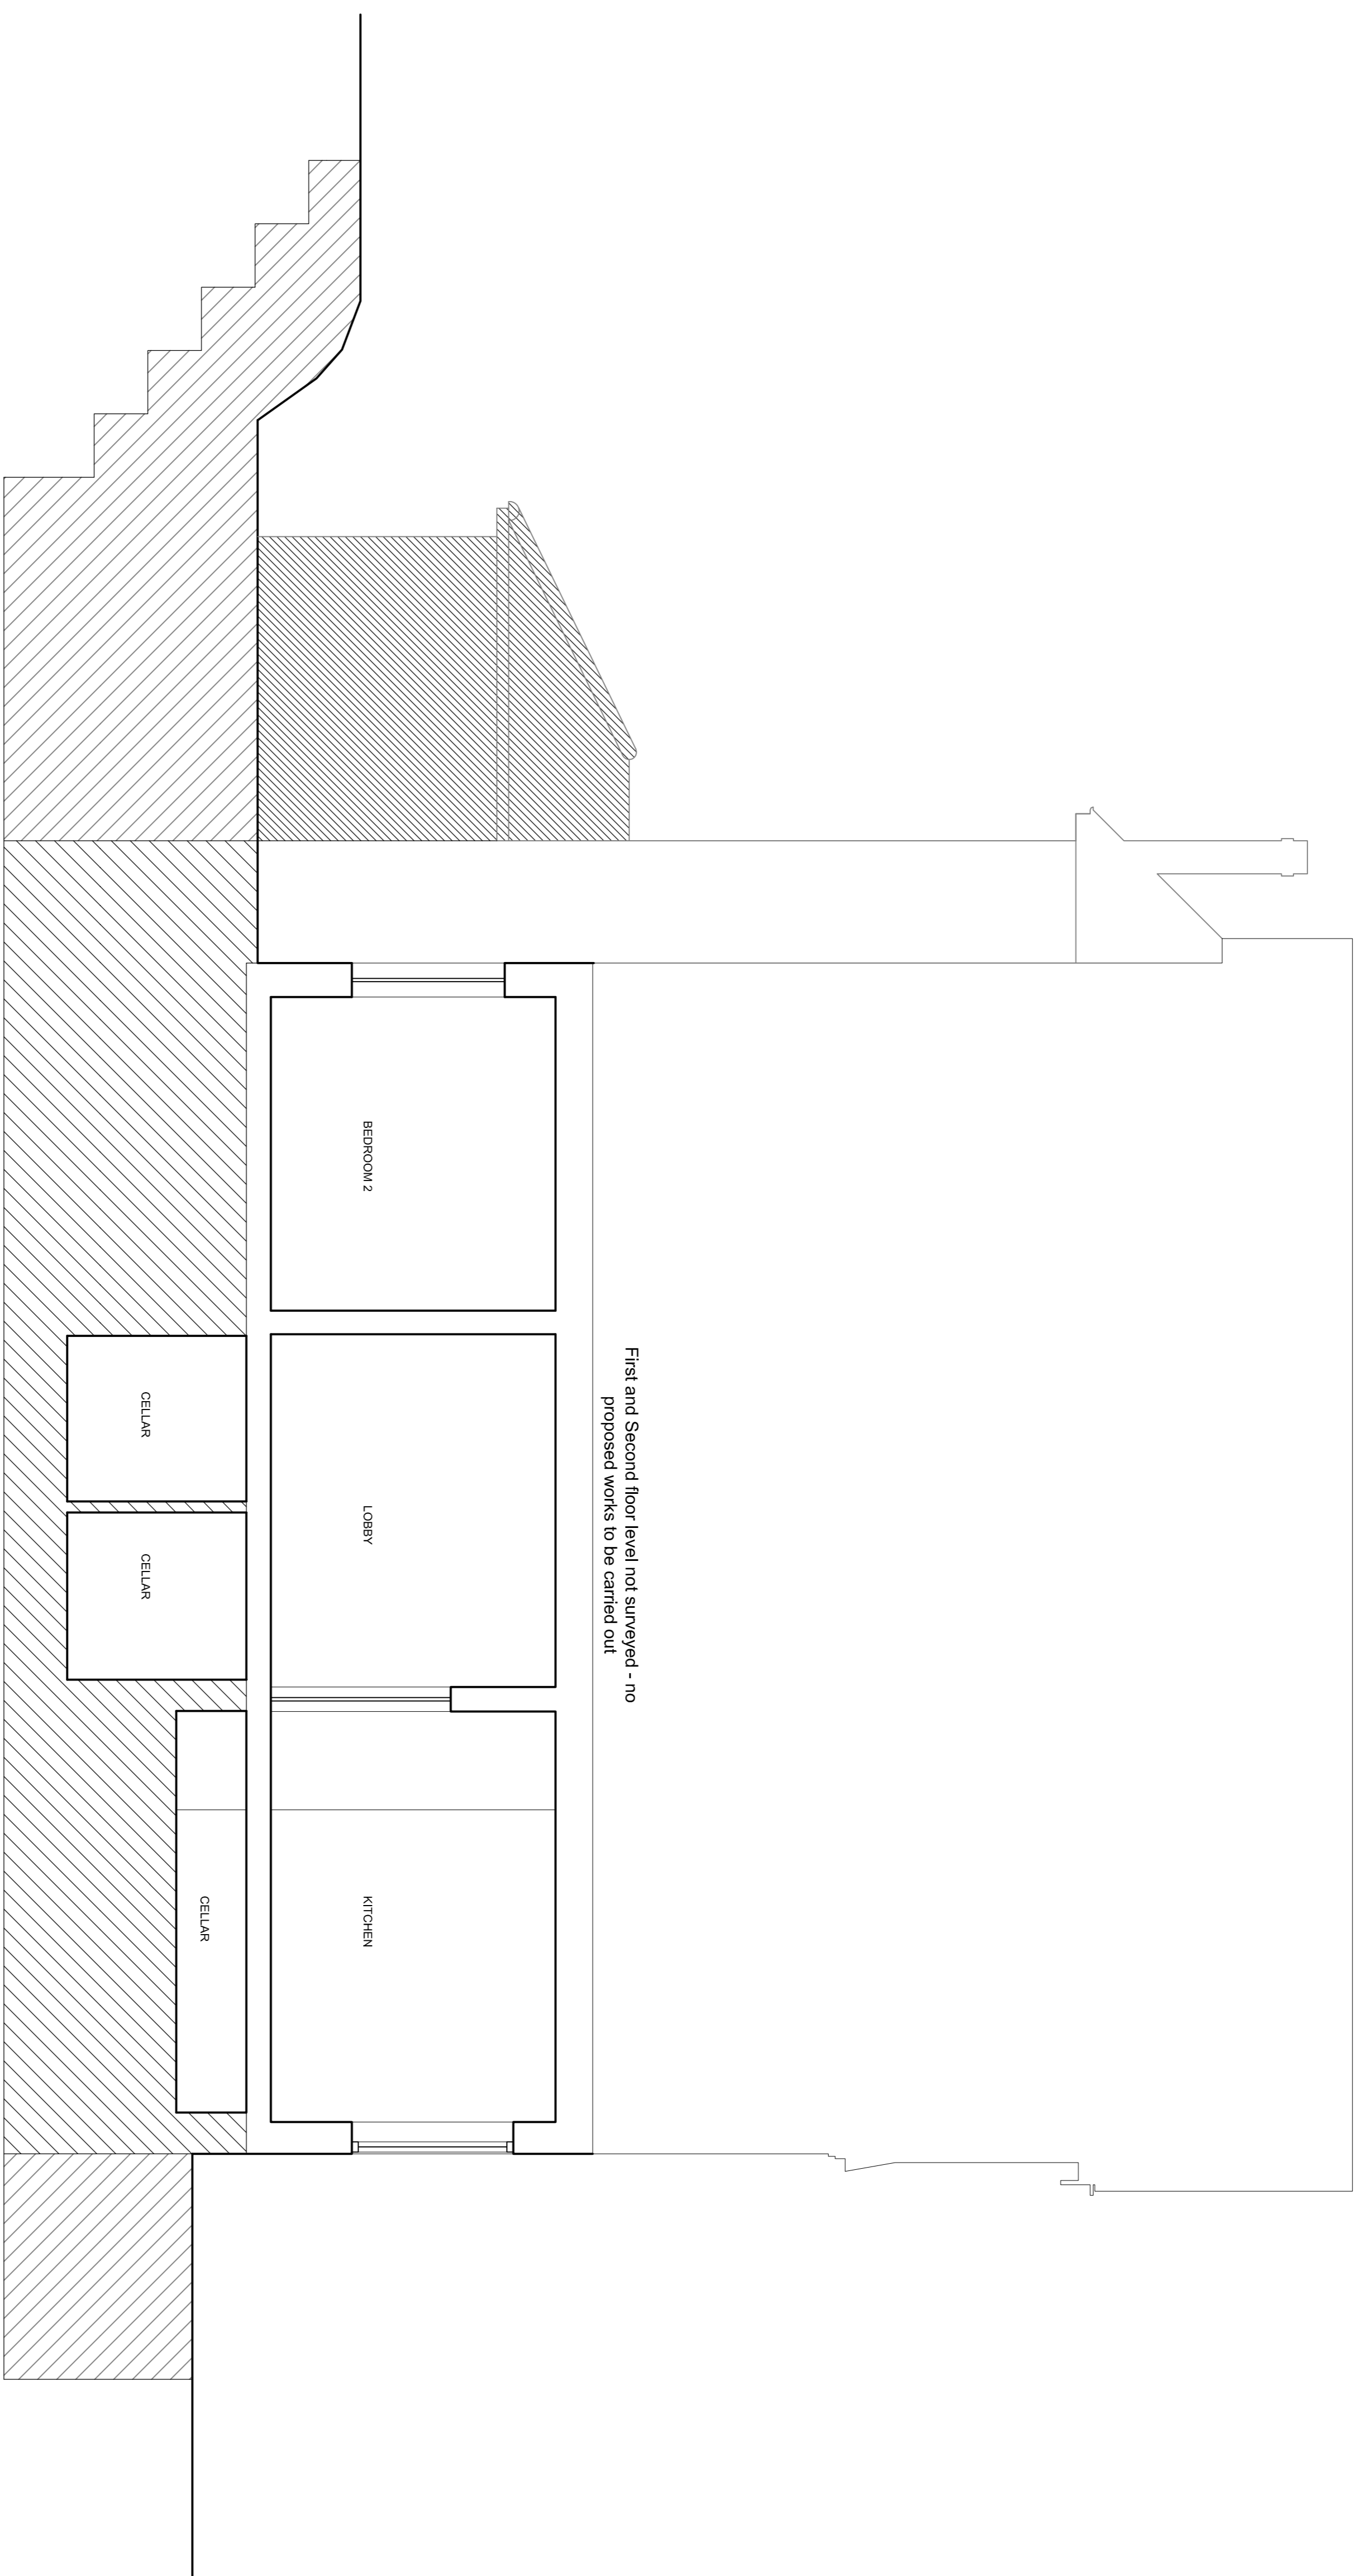 First and Second floor level not surveyed - no
proposed works to be carried out
BEDROOM 2
LOBBY
KITCHEN
CELLAR
CELLAR
CELLAR